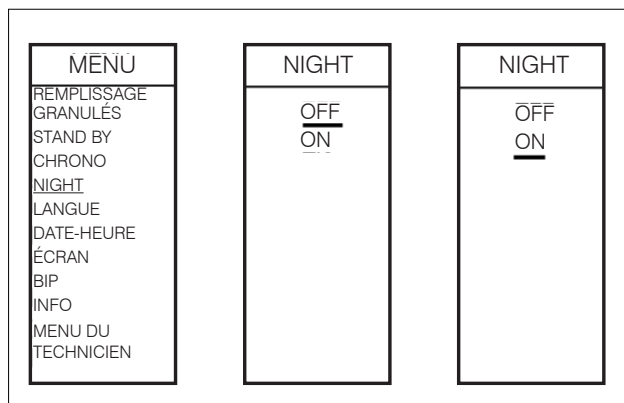 MENU
REMPLISSAGE
GRANULÉS
STAND BY
CHRONO
NIGHT
LANGUE
DATE-HEURE
ÉCRAN
BIP
INFO
MENU DU
TECHNICIEN
NIGHT
OFF
ON
NIGHT
OFF
ON